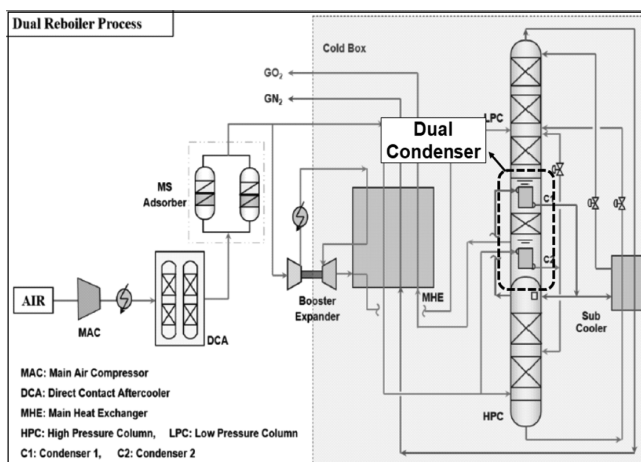 Dual Reboiler Process
Cold Box
GO2
GN2
LPC
Dual
Condenser
MS
Adsorber
C1
C2
AIR
MAC
DCA
Booster
Expander
MHE
Sub
Cooler
HPC
MAC: Main Air Compressor
DCA: Direct Contact Aftercooler
MHE: Main Heat Exchanger
HPC: High Pressure Column, LPC: Low Pressure Column
C1: Condenser 1, C2: Condenser 2